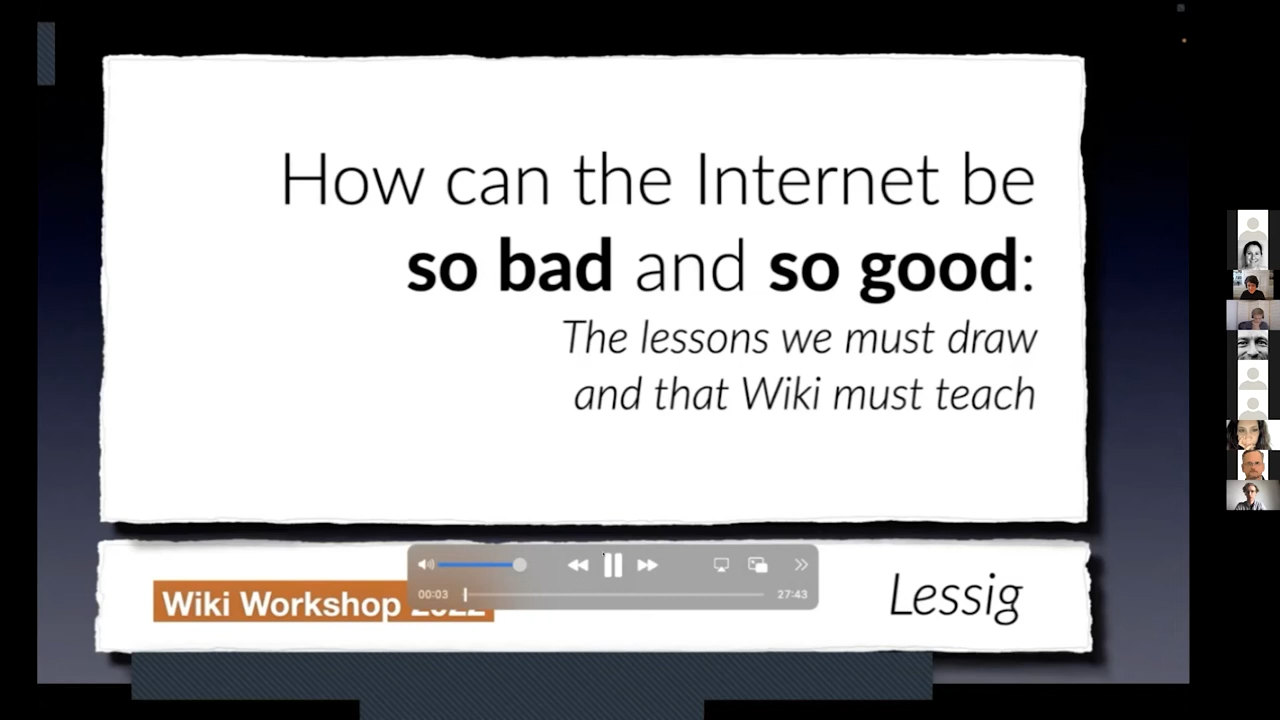 How can the Internet be
so bad and so good:
The lessons we must draw
and that Wiki must teach
00:03
27:43
Wiki Workshop 2022
Lessig